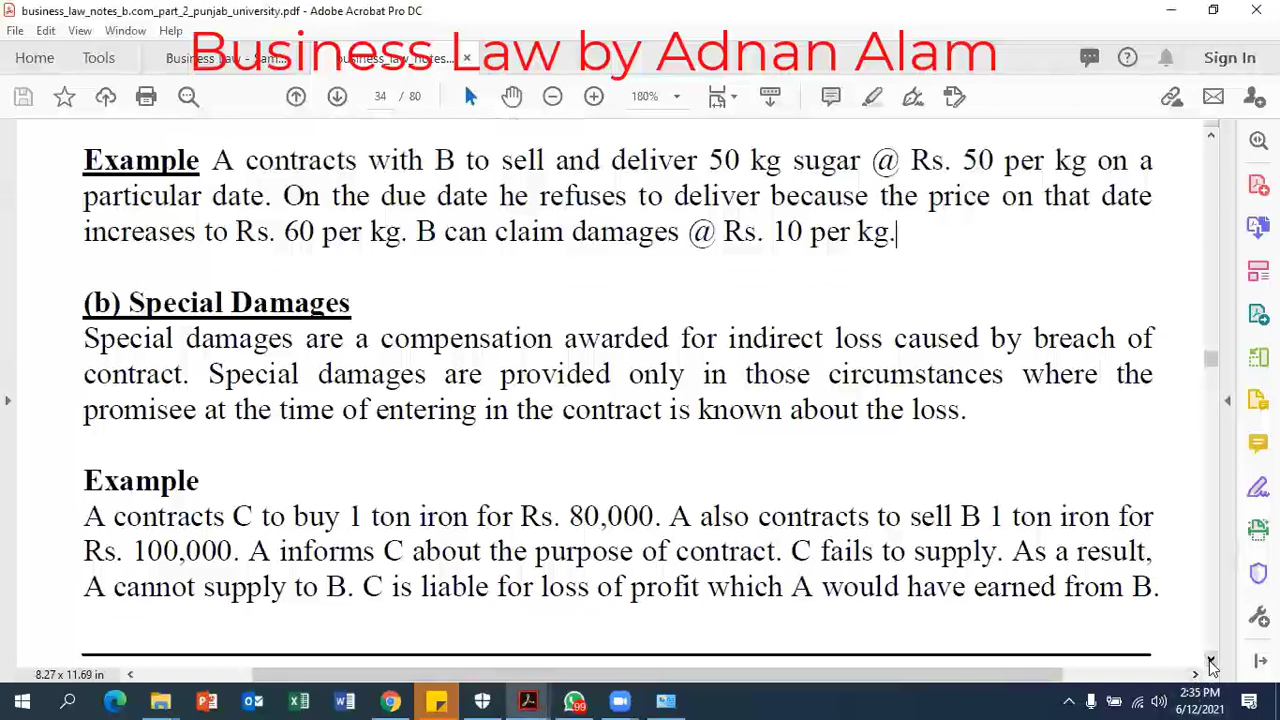 business_law_notes_b.com_part_2_punjab_university.pdf - Adobe Acrobat Pro DC
File Edit View Window Help
Business Law by Adnan Alam
Home Tools Business Law - Sam... business_law_notes... × Sign In
34 / 80 180%
Example A contracts with B to sell and deliver 50 kg sugar @ Rs. 50 per kg on a
particular date. On the due date he refuses to deliver because the price on that date
increases to Rs. 60 per kg. B can claim damages @ Rs. 10 per kg.
(b) Special Damages
Special damages are a compensation awarded for indirect loss caused by breach of
contract. Special damages are provided only in those circumstances where the
promisee at the time of entering in the contract is known about the loss.
Example
A contracts C to buy 1 ton iron for Rs. 80,000. A also contracts to sell B 1 ton iron for
Rs. 100,000. A informs C about the purpose of contract. C fails to supply. As a result,
A cannot supply to B. C is liable for loss of profit which A would have earned from B.
8.27 x 11.69 in
99
2:35 PM
6/12/2021